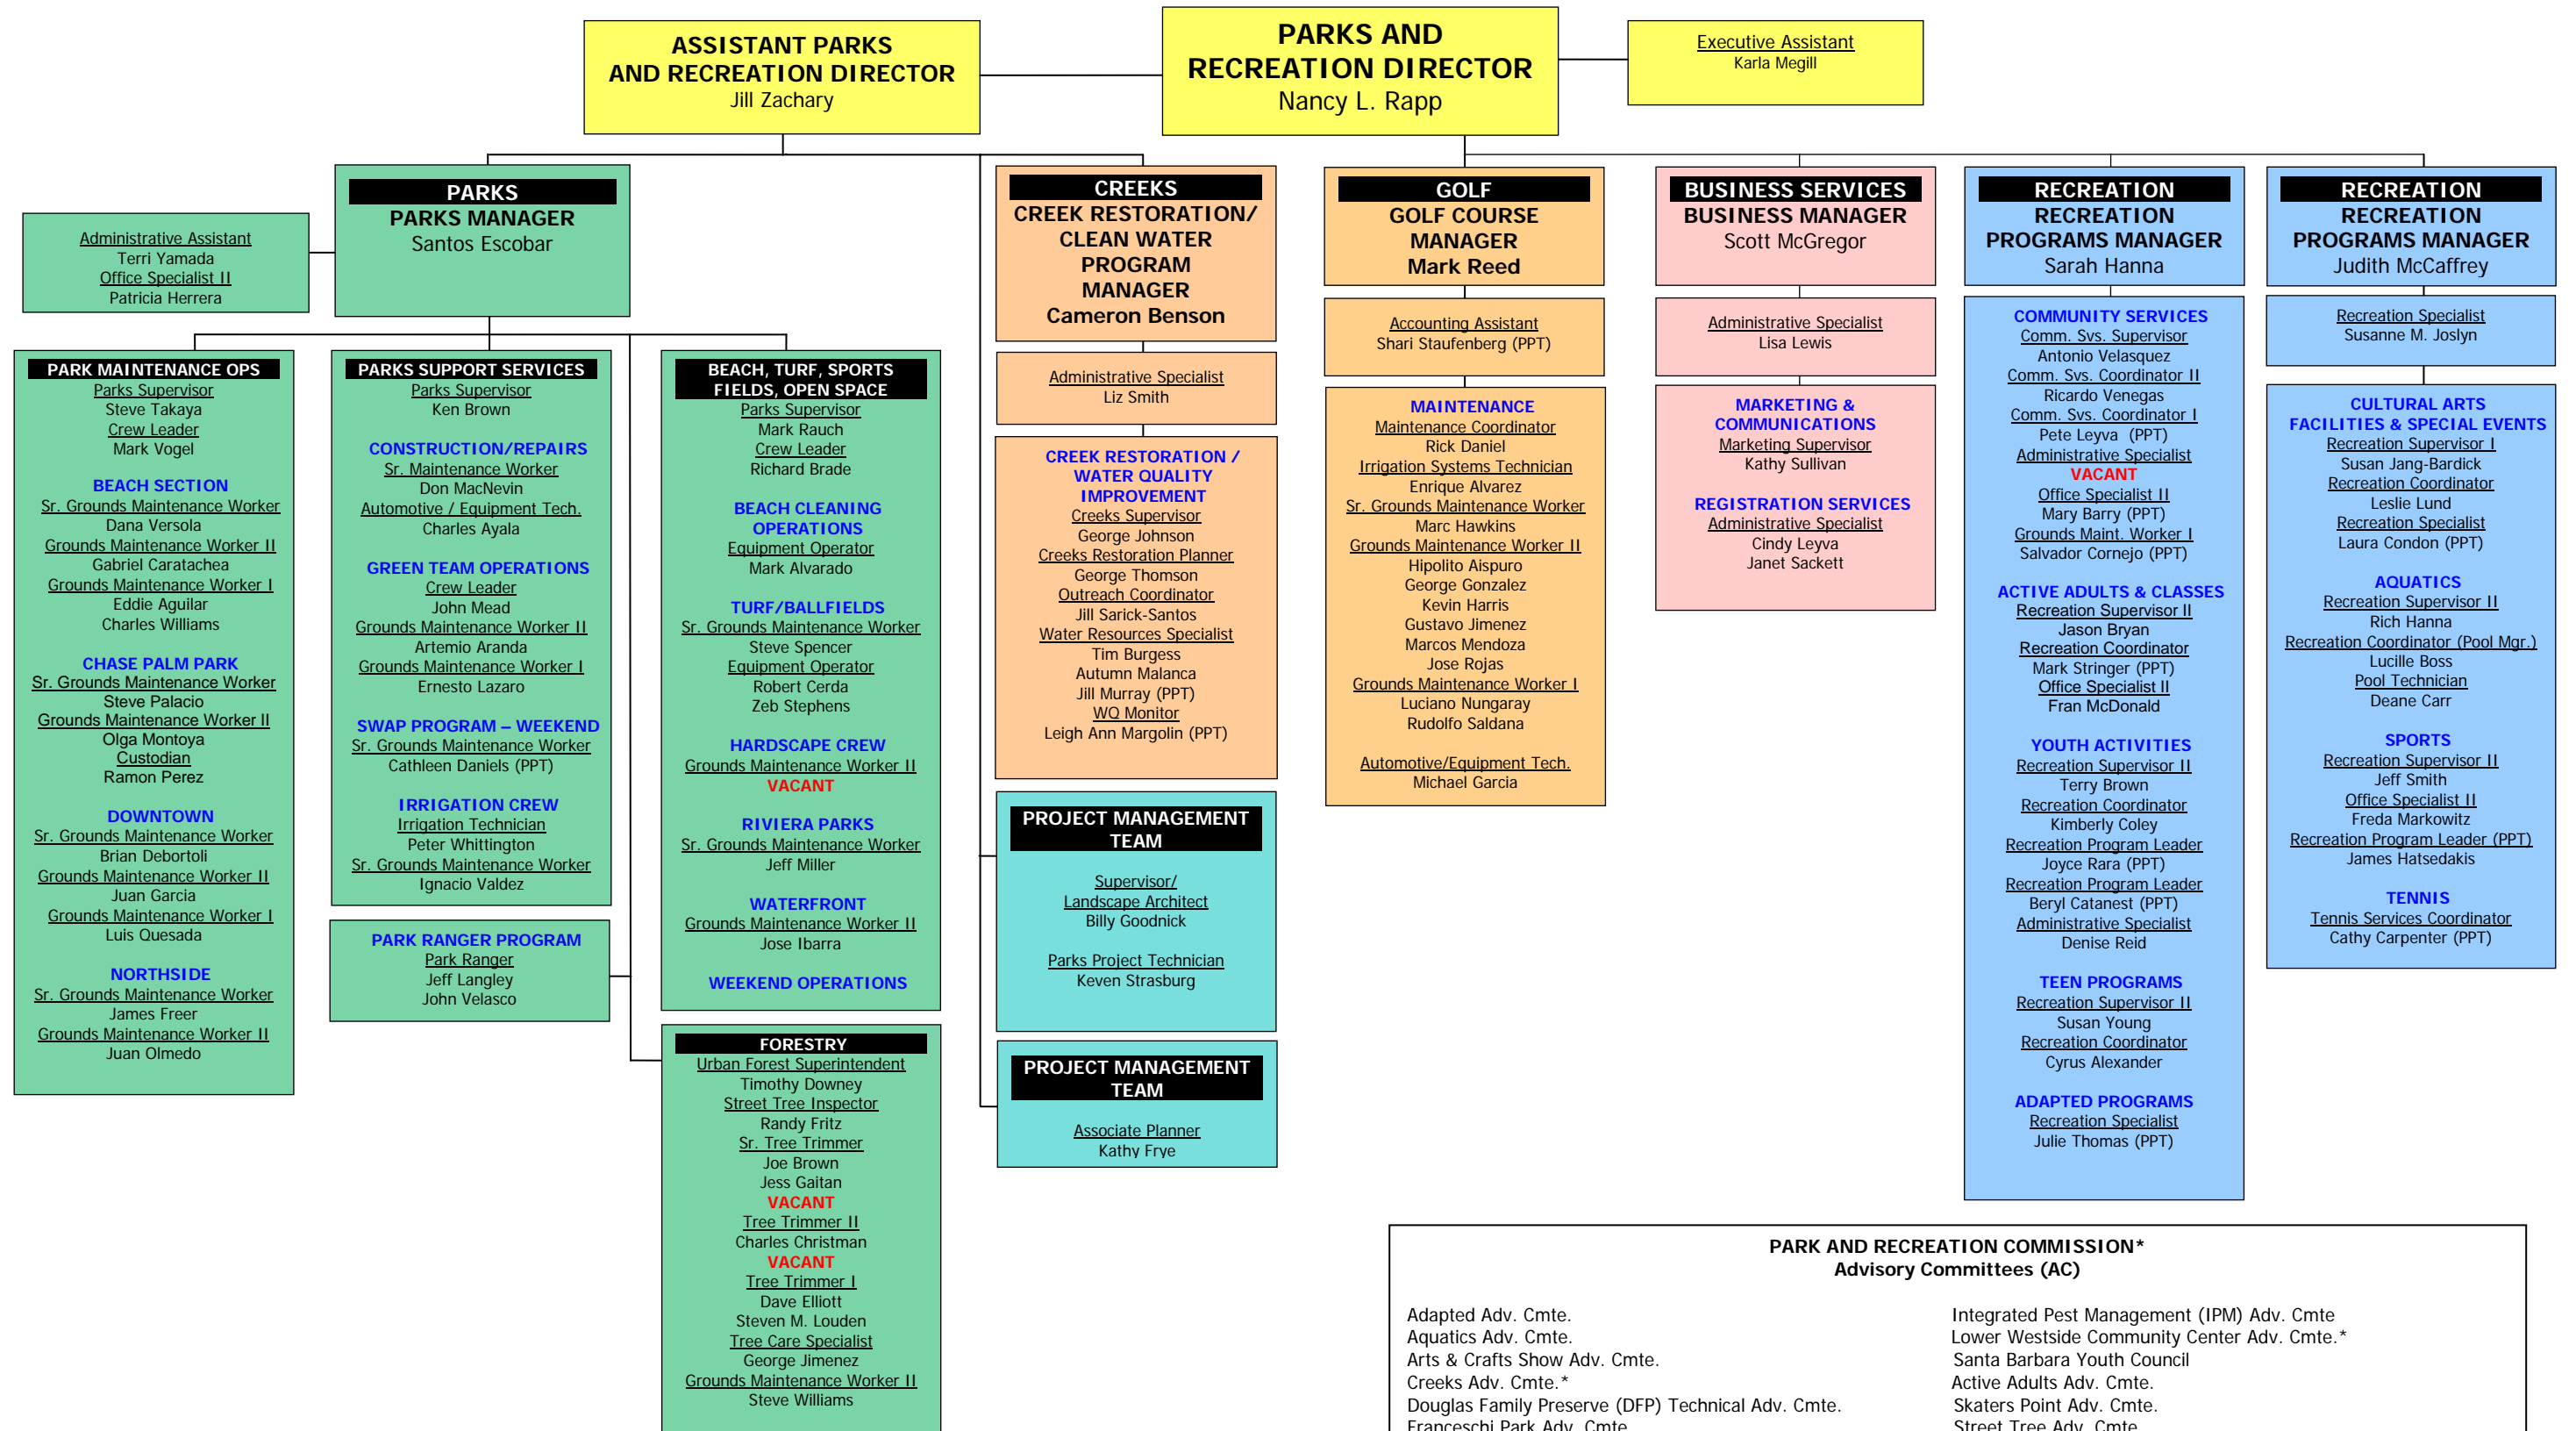 ASSISTANT PARKS
AND RECREATION DIRECTOR
Jill Zachary
PARKS AND
RECREATION DIRECTOR
Nancy L. Rapp
Executive Assistant
Karla Megill
Administrative Assistant
Terri Yamada
Office Specialist II
Patricia Herrera
PARKS
PARKS MANAGER
Santos Escobar
PARK MAINTENANCE OPS
Parks Supervisor
Steve Takaya
Crew Leader
Mark Vogel
BEACH SECTION
Sr. Grounds Maintenance Worker
Dana Versola
Grounds Maintenance Worker II
Gabriel Caratachea
Grounds Maintenance Worker I
Eddie Aguilar
Charles Williams
CHASE PALM PARK
Sr. Grounds Maintenance Worker
Steve Palacio
Grounds Maintenance Worker II
Olga Montoya
Custodian
Ramon Perez
DOWNTOWN
Sr. Grounds Maintenance Worker
Brian Debortoli
Grounds Maintenance Worker II
Juan Garcia
Grounds Maintenance Worker I
Luis Quesada
NORTHSIDE
Sr. Grounds Maintenance Worker
James Freer
Grounds Maintenance Worker II
Juan Olmedo
PARKS SUPPORT SERVICES
Parks Supervisor
Ken Brown
CONSTRUCTION/REPAIRS
Sr. Maintenance Worker
Don MacNevin
Automotive / Equipment Tech.
Charles Ayala
GREEN TEAM OPERATIONS
Crew Leader
John Mead
Grounds Maintenance Worker II
Artemio Aranda
Grounds Maintenance Worker I
Ernesto Lazaro
SWAP PROGRAM – WEEKEND
Sr. Grounds Maintenance Worker
Cathleen Daniels (PPT)
IRRIGATION CREW
Irrigation Technician
Peter Whittington
Sr. Grounds Maintenance Worker
Ignacio Valdez
PARK RANGER PROGRAM
Park Ranger
Jeff Langley
John Velasco
BEACH, TURF, SPORTS
FIELDS, OPEN SPACE
Parks Supervisor
Mark Rauch
Crew Leader
Richard Brade
BEACH CLEANING
OPERATIONS
Equipment Operator
Mark Alvarado
TURF/BALLFIELDS
Sr. Grounds Maintenance Worker
Steve Spencer
Equipment Operator
Robert Cerda
Zeb Stephens
HARDSCAPE CREW
Grounds Maintenance Worker II
VACANT
RIVIERA PARKS
Sr. Grounds Maintenance Worker
Jeff Miller
WATERFRONT
Grounds Maintenance Worker II
Jose Ibarra
WEEKEND OPERATIONS
FORESTRY
Urban Forest Superintendent
Timothy Downey
Street Tree Inspector
Randy Fritz
Sr. Tree Trimmer
Joe Brown
Jess Gaitan
VACANT
Tree Trimmer II
Charles Christman
VACANT
Tree Trimmer I
Dave Elliott
Steven M. Louden
Tree Care Specialist
George Jimenez
Grounds Maintenance Worker II
Steve Williams
CREEKS
CREEK RESTORATION/
CLEAN WATER
PROGRAM
MANAGER
Cameron Benson
Administrative Specialist
Liz Smith
CREEK RESTORATION /
WATER QUALITY
IMPROVEMENT
Creeks Supervisor
George Johnson
Creeks Restoration Planner
George Thomson
Outreach Coordinator
Jill Sarick-Santos
Water Resources Specialist
Tim Burgess
Autumn Malanca
Jill Murray (PPT)
WQ Monitor
Leigh Ann Margolin (PPT)
PROJECT MANAGEMENT
TEAM
Supervisor/
Landscape Architect
Billy Goodnick
Parks Project Technician
Keven Strasburg
PROJECT MANAGEMENT
TEAM
Associate Planner
Kathy Frye
GOLF
GOLF COURSE
MANAGER
Mark Reed
Accounting Assistant
Shari Staufenberg (PPT)
MAINTENANCE
Maintenance Coordinator
Rick Daniel
Irrigation Systems Technician
Enrique Alvarez
Sr. Grounds Maintenance Worker
Marc Hawkins
Grounds Maintenance Worker II
Hipolito Aispuro
George Gonzalez
Kevin Harris
Gustavo Jimenez
Marcos Mendoza
Jose Rojas
Grounds Maintenance Worker I
Luciano Nungaray
Rudolfo Saldana
Automotive/Equipment Tech.
Michael Garcia
BUSINESS SERVICES
BUSINESS MANAGER
Scott McGregor
Administrative Specialist
Lisa Lewis
MARKETING &
COMMUNICATIONS
Marketing Supervisor
Kathy Sullivan
REGISTRATION SERVICES
Administrative Specialist
Cindy Leyva
Janet Sackett
RECREATION
RECREATION
PROGRAMS MANAGER
Sarah Hanna
COMMUNITY SERVICES
Comm. Svs. Supervisor
Antonio Velasquez
Comm. Svs. Coordinator II
Ricardo Venegas
Comm. Svs. Coordinator I
Pete Leyva (PPT)
Administrative Specialist
VACANT
Office Specialist II
Mary Barry (PPT)
Grounds Maint. Worker I
Salvador Cornejo (PPT)
ACTIVE ADULTS & CLASSES
Recreation Supervisor II
Jason Bryan
Recreation Coordinator
Mark Stringer (PPT)
Office Specialist II
Fran McDonald
YOUTH ACTIVITIES
Recreation Supervisor II
Terry Brown
Recreation Coordinator
Kimberly Coley
Recreation Program Leader
Joyce Rara (PPT)
Recreation Program Leader
Beryl Catanest (PPT)
Administrative Specialist
Denise Reid
TEEN PROGRAMS
Recreation Supervisor II
Susan Young
Recreation Coordinator
Cyrus Alexander
ADAPTED PROGRAMS
Recreation Specialist
Julie Thomas (PPT)
RECREATION
RECREATION
PROGRAMS MANAGER
Judith McCaffrey
Recreation Specialist
Susanne M. Joslyn
CULTURAL ARTS
FACILITIES & SPECIAL EVENTS
Recreation Supervisor I
Susan Jang-Bardick
Recreation Coordinator
Leslie Lund
Recreation Specialist
Laura Condon (PPT)
AQUATICS
Recreation Supervisor II
Rich Hanna
Recreation Coordinator (Pool Mgr.)
Lucille Boss
Pool Technician
Deane Carr
SPORTS
Recreation Supervisor II
Jeff Smith
Office Specialist II
Freda Markowitz
Recreation Program Leader (PPT)
James Hatsedakis
TENNIS
Tennis Services Coordinator
Cathy Carpenter (PPT)
PARK AND RECREATION COMMISSION*
Advisory Committees (AC)
Adapted Adv. Cmte.
Aquatics Adv. Cmte.
Arts & Crafts Show Adv. Cmte.
Creeks Adv. Cmte.*
Douglas Family Preserve (DFP) Technical Adv. Cmte.
Franceschi Park Adv. Cmte.
Integrated Pest Management (IPM) Adv. Cmte
Lower Westside Community Center Adv. Cmte.*
Santa Barbara Youth Council
Active Adults Adv. Cmte.
Skaters Point Adv. Cmte.
Street Tree Adv. Cmte.